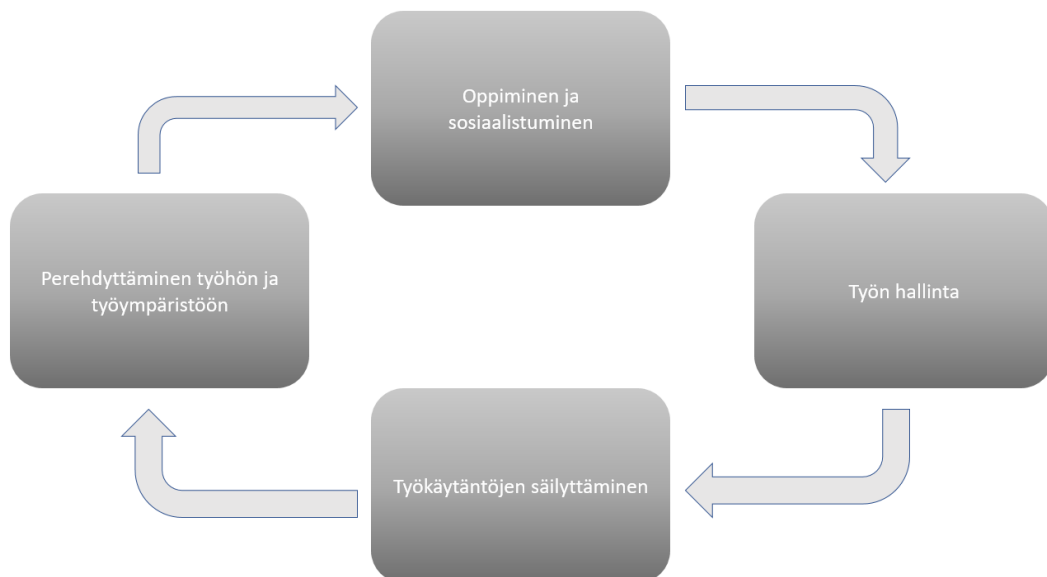 Oppiminen ja
sosiaalistuminen
Perehdyttäminen työhön ja
työympäristöön
Työn hallinta
Työkäytäntöjen säilyttäminen